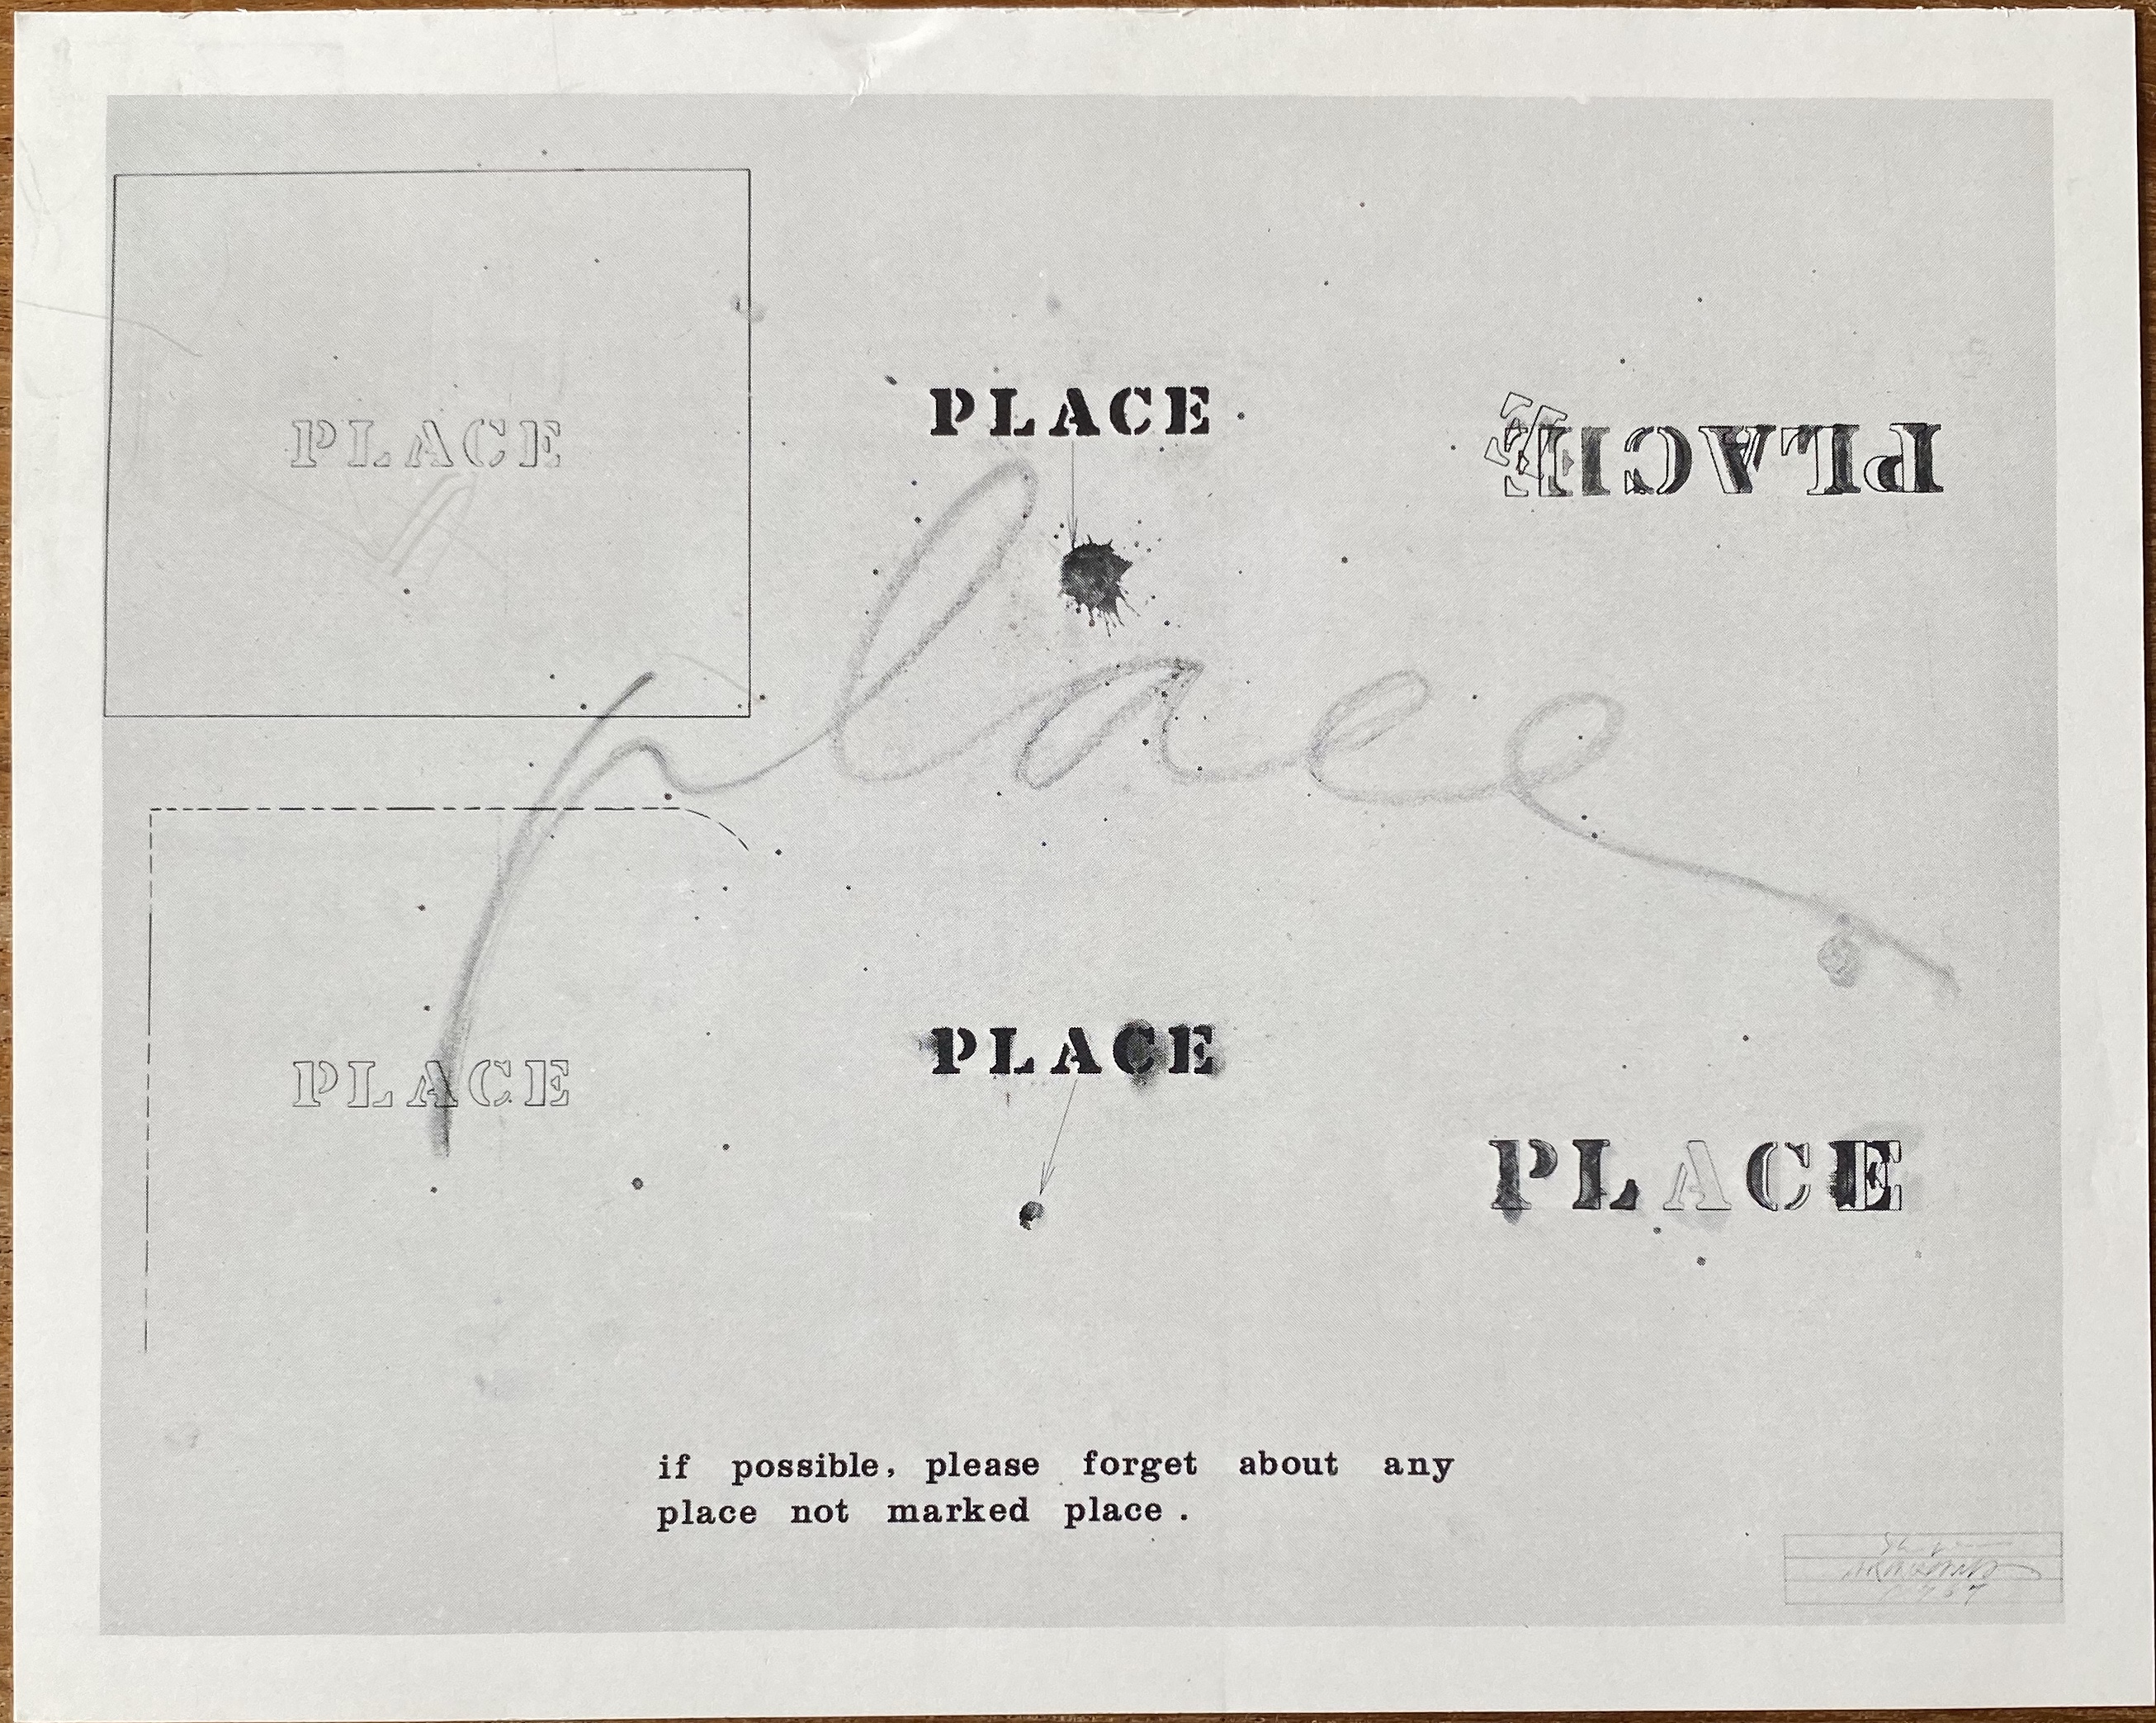 PLACE
PLACE
PLACE
place
PLACE
PLACE
PLACE
if possible, please forget about any
place not marked place .